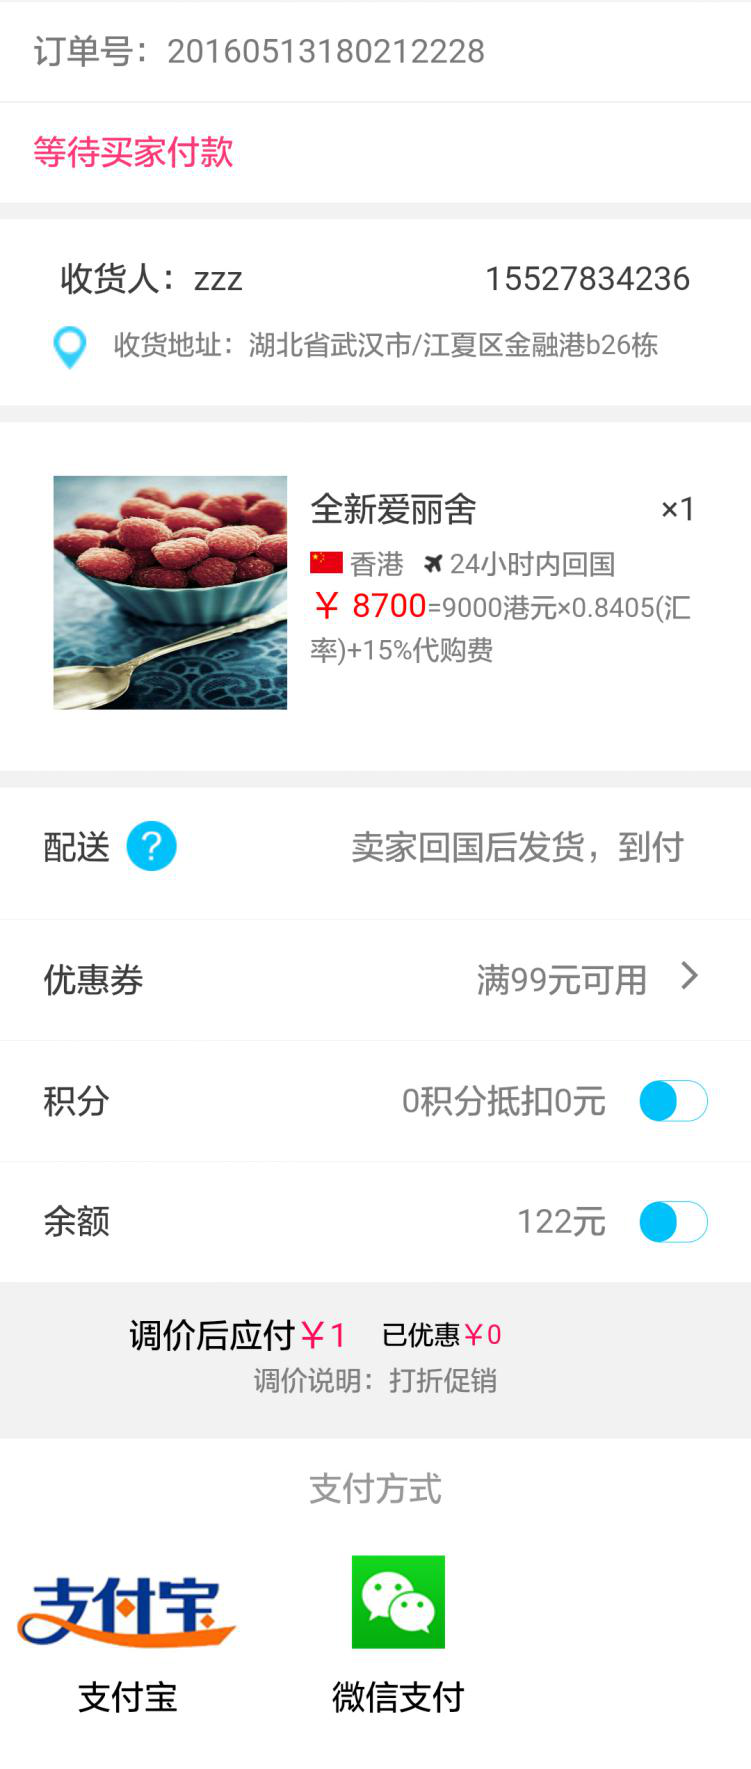 订单号：20160513180212228
等待买家付款
收货人：zzz 15527834236
收货地址：湖北省武汉市/江夏区金融港b26栋
全新爱丽舍 ×1
香港 24小时内回国
￥ 8700=9000港元×0.8405(汇
率)+15%代购费
配送 ? 卖家回国后发货，到付
优惠券 满99元可用
积分 0积分抵扣0元
余额 122元
调价后应付￥1 已优惠￥0
调价说明：打折促销
支付方式
支付宝
支付宝 微信支付